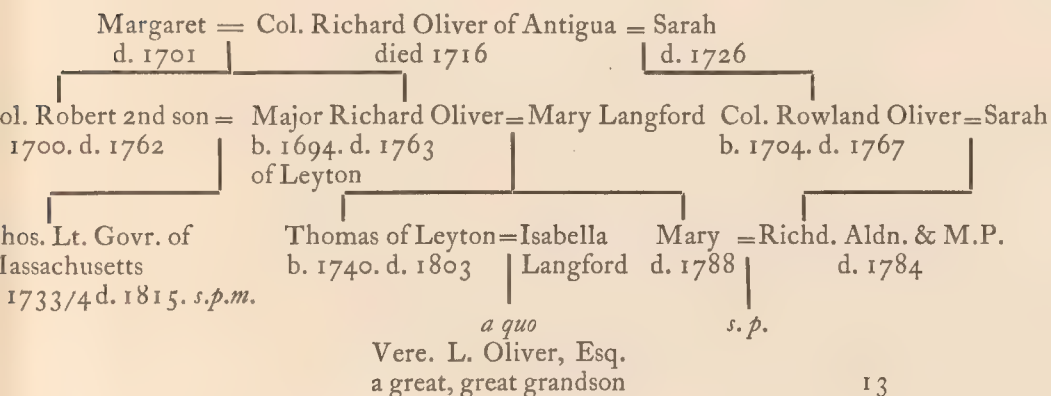 Margaret = Col. Richard Oliver of Antigua = Sarah
d. 1701 died 1716 d. 1726
ol. Robert 2nd son = Major Richard Oliver = Mary Langford Col. Rowland Oliver = Sarah
1700. d. 1762 b. 1694. d. 1763 b. 1704. d. 1767
of Leyton
hos. Lt. Govr. of Thomas of Leyton = Isabella Mary = Richd. Aldn. & M.P.
assachusetts b. 1740. d. 1803 Langford d. 1788 d. 1784
1733/4 d. 1815. s.p.m.
a quo s.p.
Vere. L. Oliver, Esq.
a great, great grandson 13